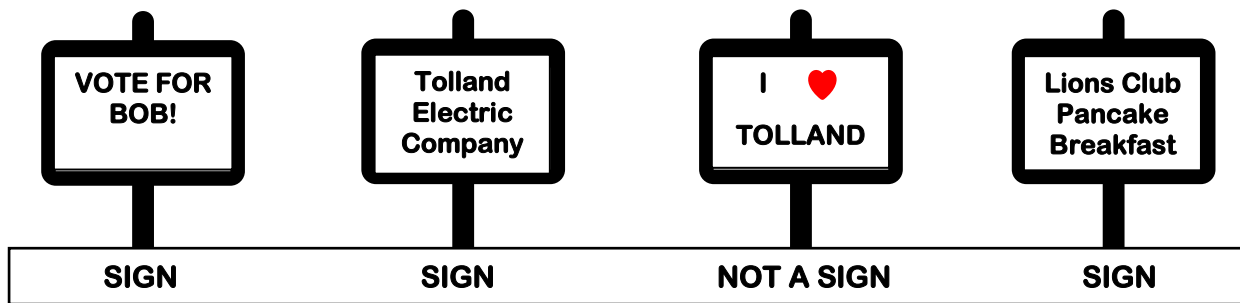 VOTE FOR
BOB!
Tolland
Electric
Company
I ♥
TOLLAND
Lions Club
Pancake
Breakfast
SIGN
SIGN
NOT A SIGN
SIGN